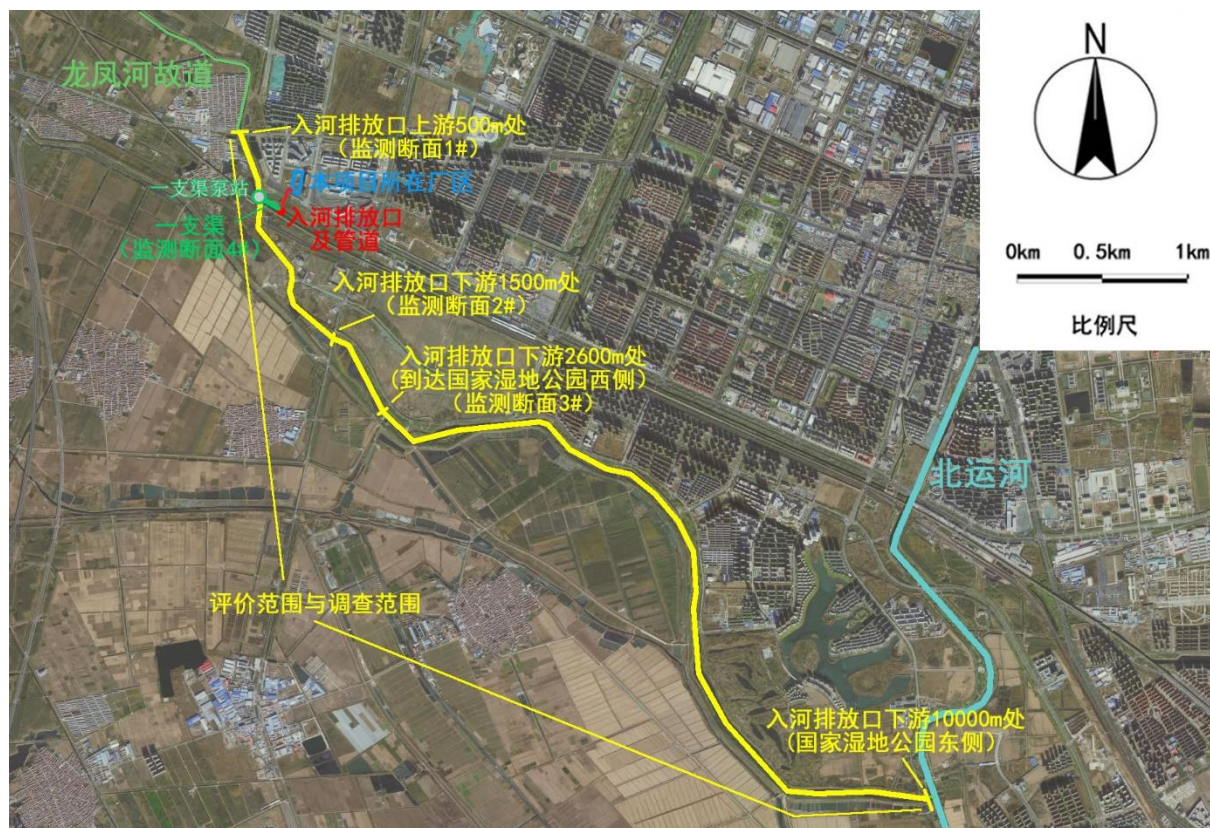 N
0km 0.5km 1km
比例尺
龙凤河故道
入河排放口上游500m处
(监测断面1#)
一支渠泵站
本项目所在厂区
一支渠
(监测断面4#)
入河排放口
及管道
入河排放口下游1500m处
(监测断面2#)
入河排放口下游2600m处
(到达国家湿地公园西侧)
(监测断面3#)
北运河
评价范围与调查范围
入河排放口下游10000m处
(国家湿地公园东侧)